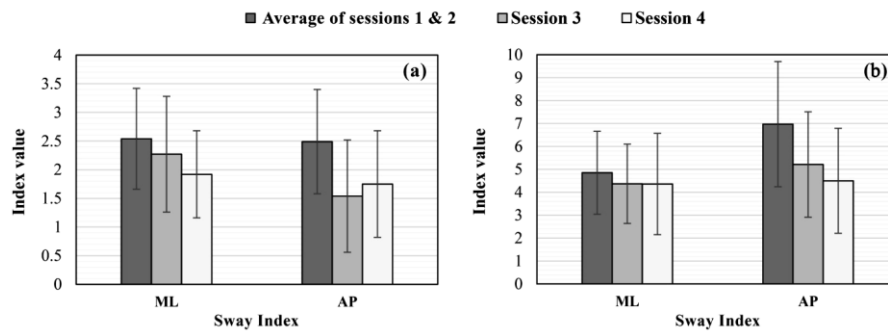 Average of sessions 1 & 2 Session 3 Session 4
(a)
Index value
4
3.5
3
2.5
2
1.5
1
0.5
0
ML AP
Sway Index
(b)
Index value
10
9
8
7
6
5
4
3
2
1
0
ML AP
Sway Index